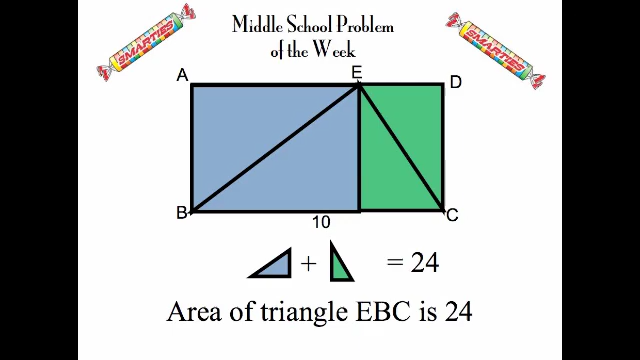 Middle School Problem
of the Week
SMARTIES
SMARTIES
A
E
D
B
10
C
+ = 24
Area of triangle EBC is 24